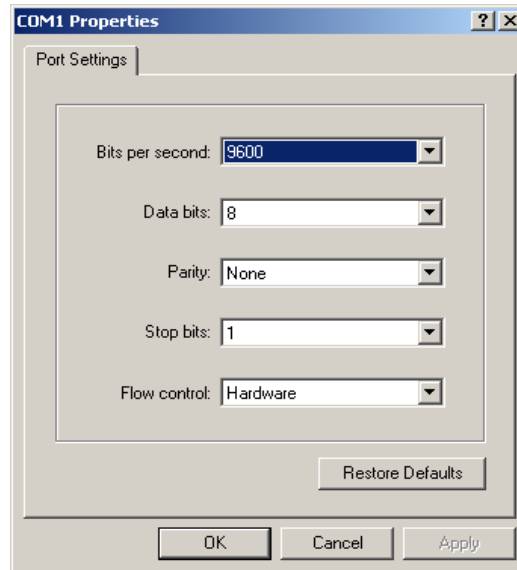 COM1 Properties
Port Settings
Bits per second: 9600
Data bits: 8
Parity: None
Stop bits: 1
Flow control: Hardware
Restore Defaults
OK Cancel Apply